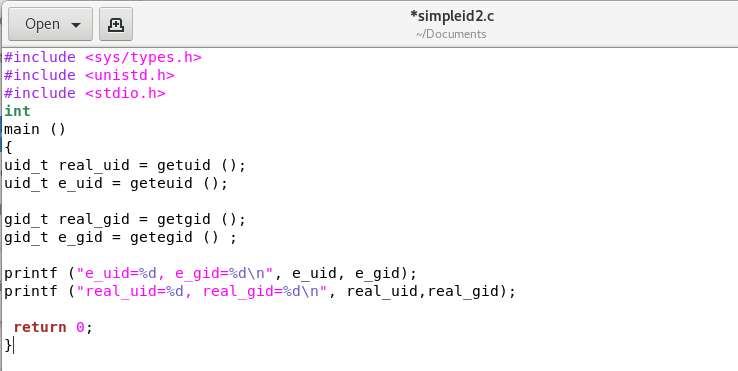 Open
*simpleid2.c
~/Documents
#include <sys/types.h>
#include <unistd.h>
#include <stdio.h>
int
main ()
{
uid_t real_uid = getuid ();
uid_t e_uid = geteuid ();
gid_t real_gid = getgid ();
gid_t e_gid = getegid () ;
printf ("e_uid=%d, e_gid=%d\n", e_uid, e_gid);
printf ("real_uid=%d, real_gid=%d\n", real_uid,real_gid);
return 0;
}